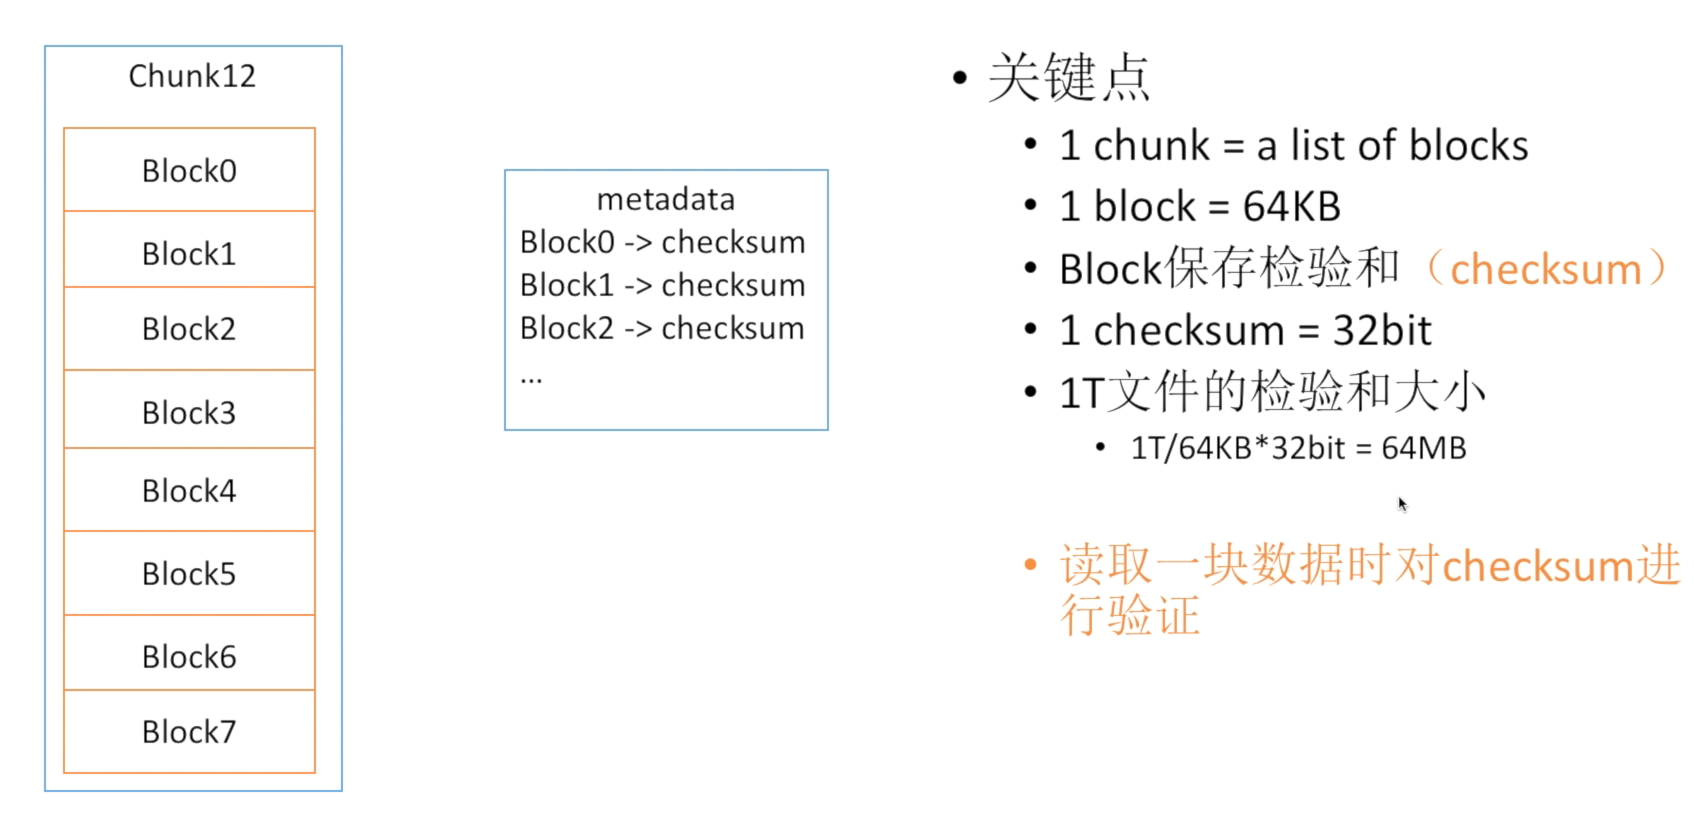 Chunk12
Block0
Block1
Block2
Block3
Block4
Block5
Block6
Block7
metadata
Block0 -> checksum
Block1 -> checksum
Block2 -> checksum
...
• 关键点
• 1 chunk = a list of blocks
• 1 block = 64KB
• Block保存检验和（checksum）
• 1 checksum = 32bit
• 1T文件的检验和大小
• 1T/64KB*32bit = 64MB
• 读取一块数据时对checksum进
行验证